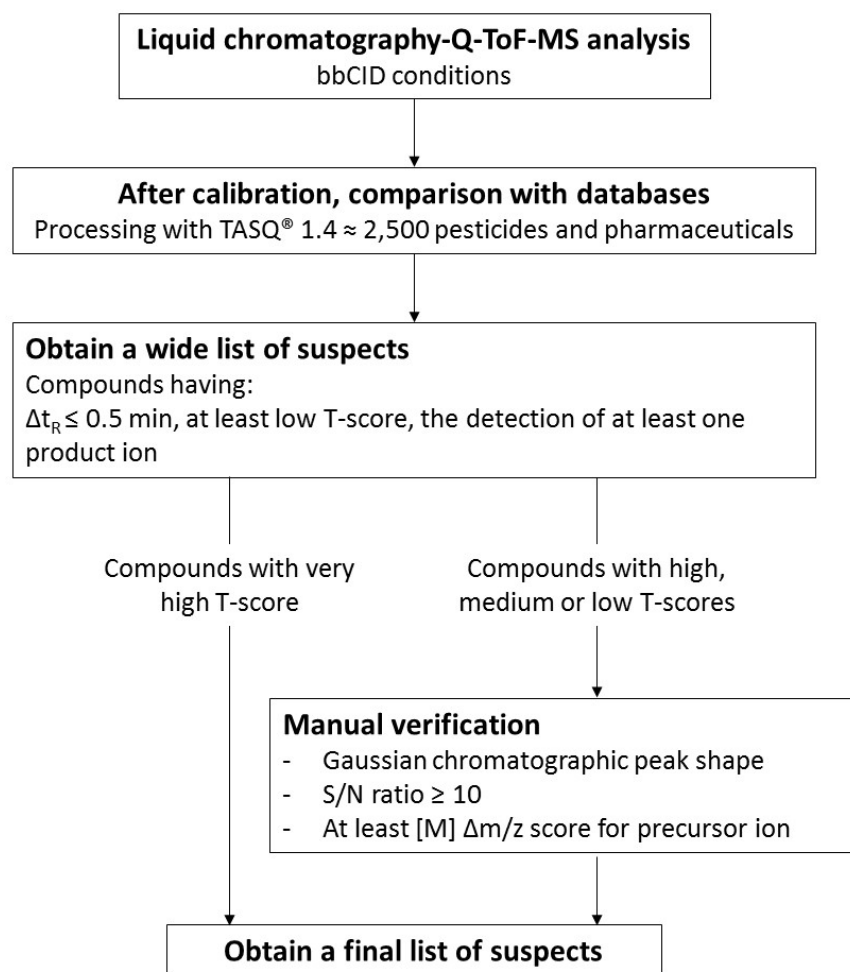 Liquid chromatography-Q-ToF-MS analysis
bbCID conditions
After calibration, comparison with databases
Processing with TASQ® 1.4 ≈ 2,500 pesticides and pharmaceuticals
Obtain a wide list of suspects
Compounds having:
ΔtR ≤ 0.5 min, at least low T-score, the detection of at least one
product ion
Compounds with very
high T-score
Compounds with high,
medium or low T-scores
Manual verification
- Gaussian chromatographic peak shape
- S/N ratio ≥ 10
- At least [M] Δm/z score for precursor ion
Obtain a final list of suspects